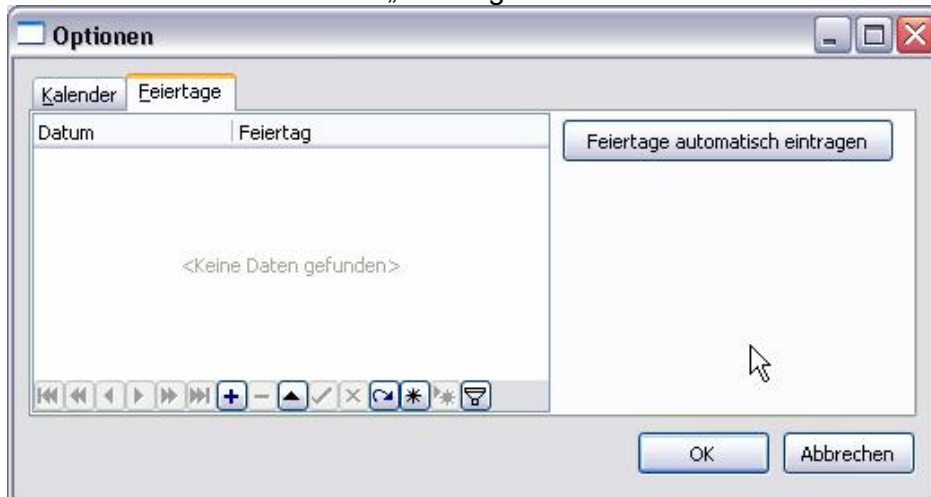 Optionen
Kalender Feiertage
Datum Feiertag
Feiertage automatisch eintragen
<Keine Daten gefunden>
OK Abbrechen